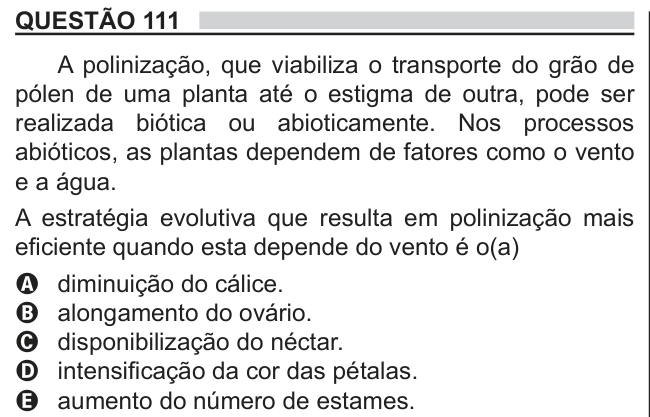 QUESTÃO 111
A polinização, que viabiliza o transporte do grão de
pólen de uma planta até o estigma de outra, pode ser
realizada biótica ou abioticamente. Nos processos
abióticos, as plantas dependem de fatores como o vento
e a água.
A estratégia evolutiva que resulta em polinização mais
eficiente quando esta depende do vento é o(a)
A diminuição do cálice.
B alongamento do ovário.
C disponibilização do néctar.
D intensificação da cor das pétalas.
E aumento do número de estames.